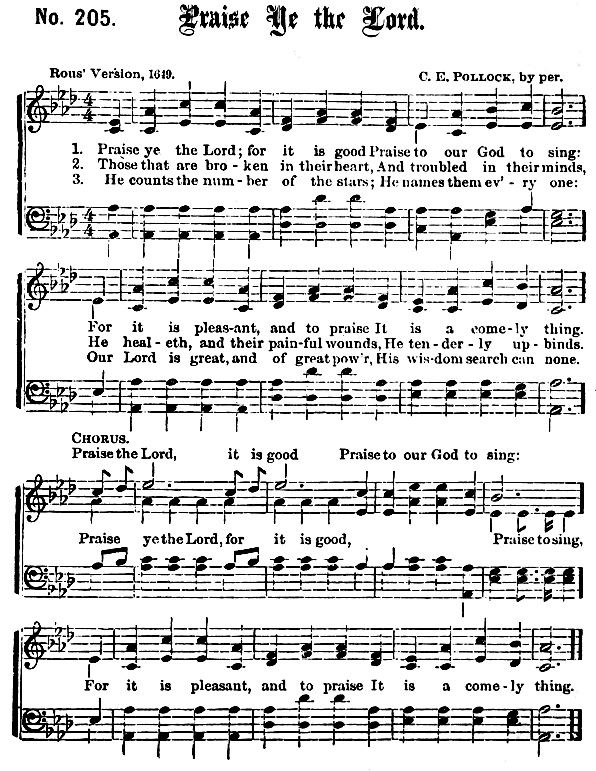 No. 205. Praise Ye the Lord.
Rous' Version, 1649. C. E. POLLOCK, by per.
1. Praise ye the Lord; for it is good Praise to our God to sing:
2. Those that are bro - ken in their heart, And troubled in their minds,
3. He counts the num - ber of the stars; He names them ev' - ry one:
For it is pleas-ant, and to praise It is a come-ly thing.
He heal - eth, and their pain-ful wounds, He ten - der - ly up - binds.
Our Lord is great, and of great pow'r, His wis-dom search can none.
CHORUS.
Praise the Lord, it is good Praise to our God to sing:
Praise ye the Lord, for it is good, Praise to sing,
For it is pleasant, and to praise It is a come-ly thing.